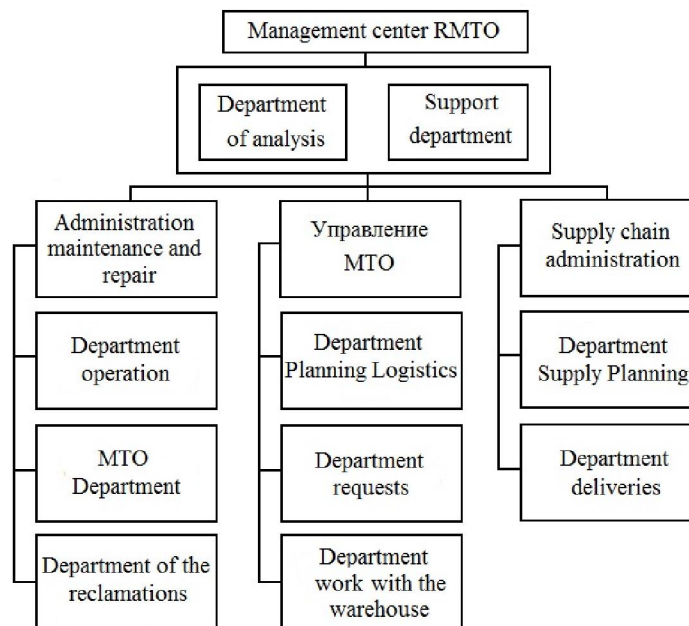 Management center RMTO
Department
of analysis
Support
department
Administration
maintenance and
repair
Управление
МТО
Supply chain
administration
Department
operation
Department
Planning Logistics
Department
Supply Planning
MTO
Department
Department
requests
Department
deliveries
Department of the
reclamations
Department
work with the
warehouse